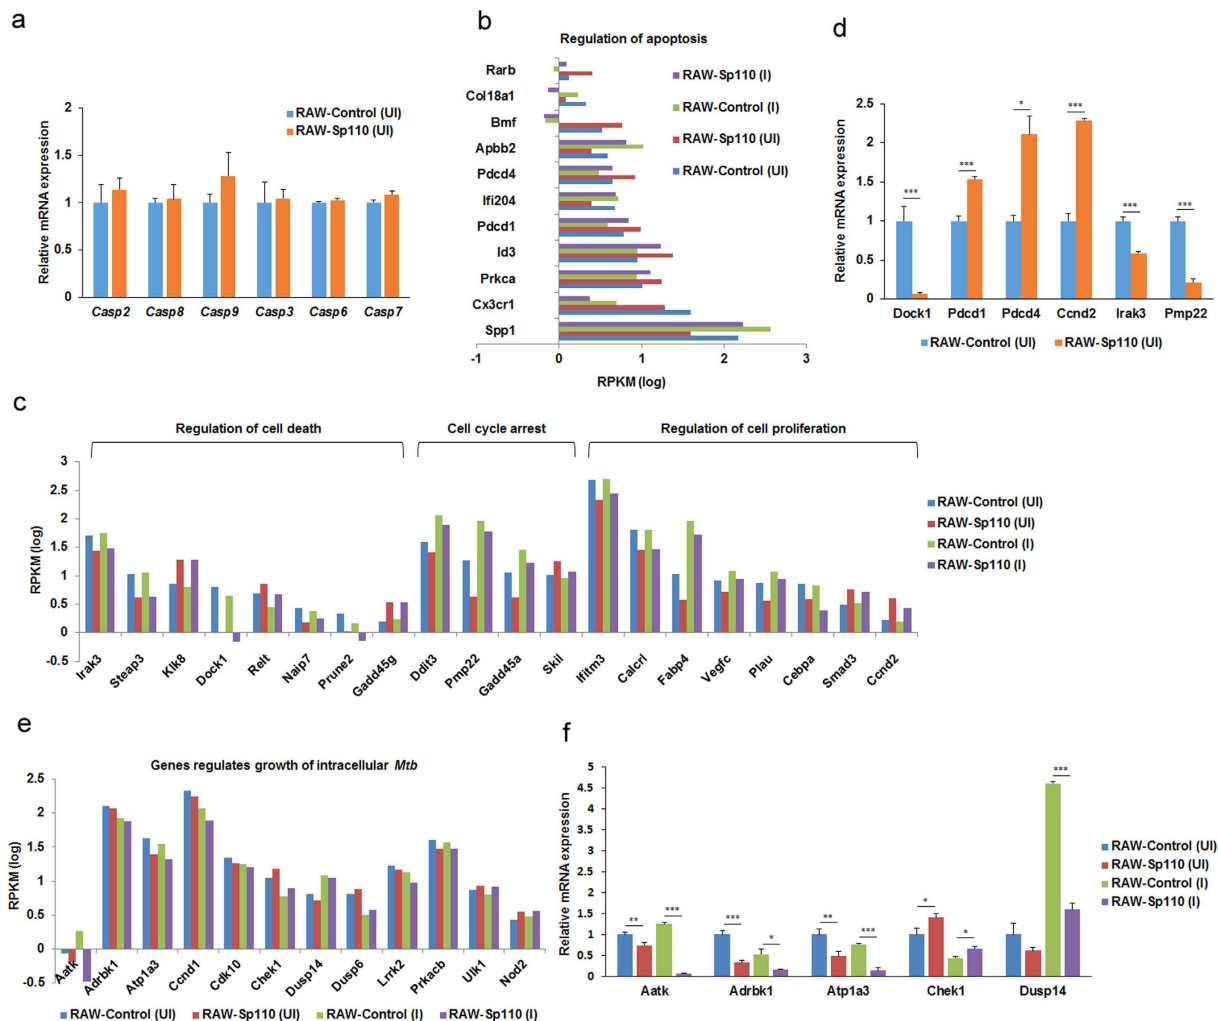 a
Relative mRNA expression
2
1.5
1
0.5
0
RAW-Control (UI)
RAW-Sp110 (UI)
Casp2 Casp8 Casp9 Casp3 Casp6 Casp7
b
Regulation of apoptosis
Rarb
Col18a1
Bmf
Apbb2
Pdcd4
Ifi204
Pdcd1
Id3
Prkca
Cx3cr1
Spp1
RAW-Sp110 (I)
RAW-Control (I)
RAW-Sp110 (UI)
RAW-Control (UI)
-1 0 1 2 3
RPKM (log)
d
Relative mRNA expression
2.5
2
1.5
1
0.5
0
*** *** * *** *** ***
Dock1 Pdcd1 Pdcd4 Ccnd2 Irak3 Pmp22
RAW-Control (UI) RAW-Sp110 (UI)
c
Regulation of cell death Cell cycle arrest Regulation of cell proliferation
RPKM (log)
3
2.5
2
1.5
1
0.5
0
-0.5
RAW-Control (UI)
RAW-Sp110 (UI)
RAW-Control (I)
RAW-Sp110 (I)
Irak3 Steap3 Klk8 Dock1 Relt Naip7 Prune2 Gadd45g Ddit3 Pmp22 Gadd45a Skil Ifitm3 Calcrl Fabp4 Vegfc Plau Cebpa Smad3 Ccnd2
e
Genes regulates growth of intracellular Mtb
RPKM (log)
2.5
2
1.5
1
0.5
0
-0.5
Aatk Adrbk1 Atp1a3 Ccnd1 Cdk10 Chek1 Dusp14 Dusp6 Lrrk2 Prkacb Ulk1 Nod2
RAW-Control (UI) RAW-Sp110 (UI) RAW-Control (I) RAW-Sp110 (I)
f
Relative mRNA expression
5
4.5
4
3.5
3
2.5
2
1.5
1
0.5
0
** *** *** * ** *** * * ***
Aatk Adrbk1 Atp1a3 Chek1 Dusp14
RAW-Control (UI)
RAW-Sp110 (UI)
RAW-Control (I)
RAW-Sp110 (I)